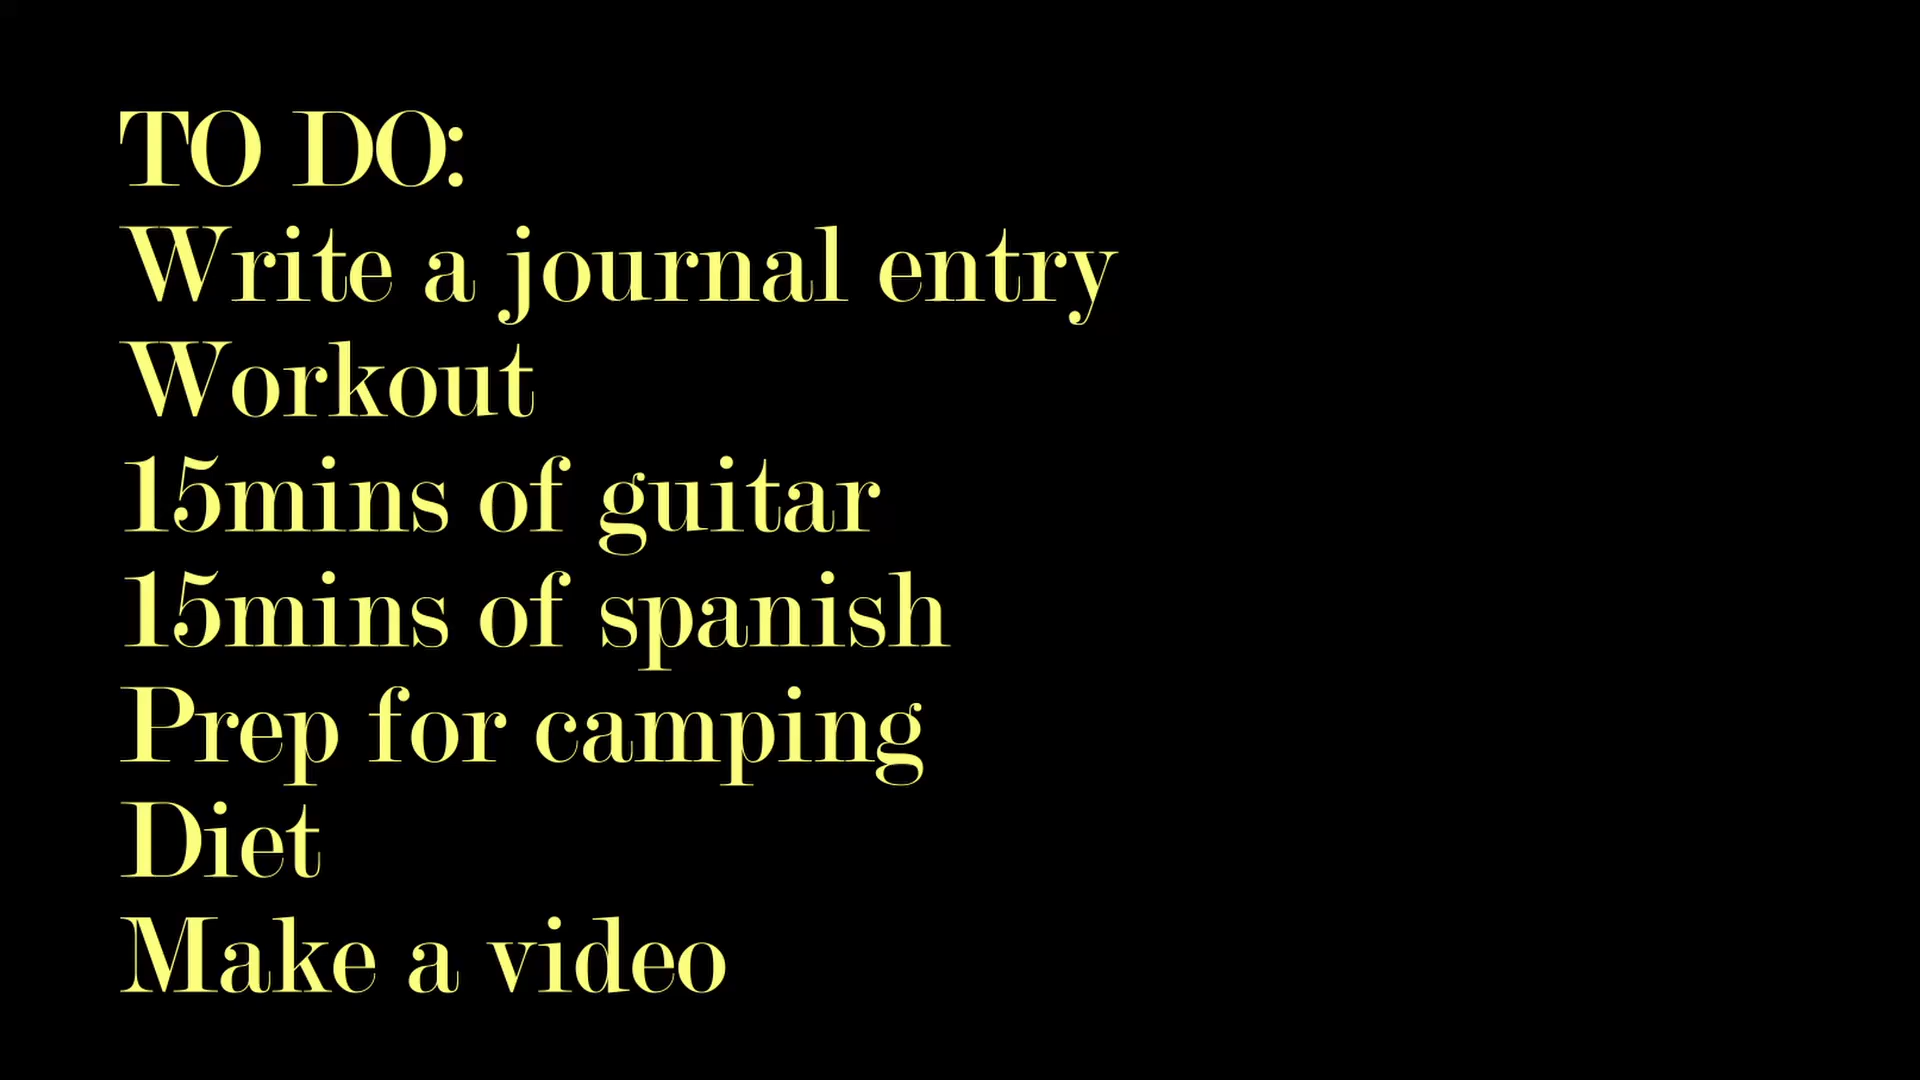 TO DO:
Write a journal entry
Workout
15mins of guitar
15mins of spanish
Prep for camping
Diet
Make a video